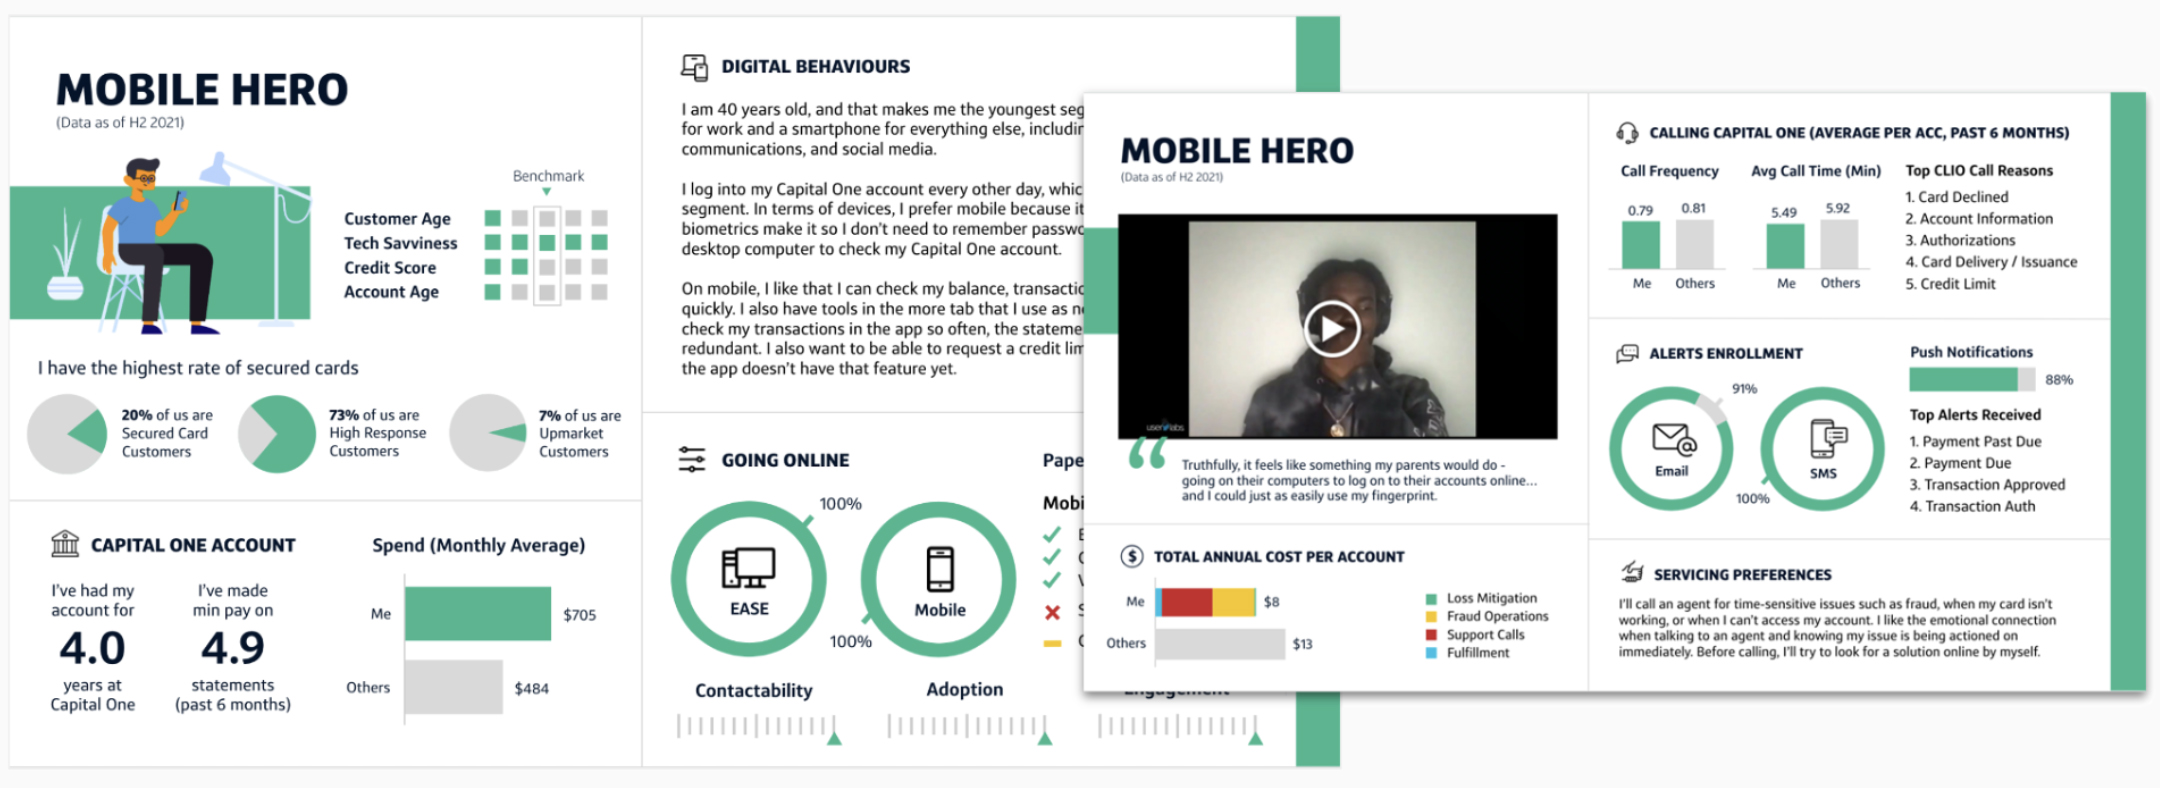 MOBILE HERO
(Data as of H2 2021)
Benchmark
Customer Age
Tech Savviness
Credit Score
Account Age
I have the highest rate of secured cards
20% of us are
Secured Card
Customers
73% of us are
High Response
Customers
7% of us are
Upmarket
Customers
CAPITAL ONE ACCOUNT
I've had my
account for
4.0
years at
Capital One
I've made
min pay on
4.9
statements
(past 6 months)
Spend (Monthly Average)
Me
$705
Others
$484
DIGITAL BEHAVIOURS
I am 40 years old, and that makes me the youngest seg
for work and a smartphone for everything else, includin
communications, and social media.
I log into my Capital One account every other day, whic
segment. In terms of devices, I prefer mobile because it
biometrics make it so I don't need to remember passwo
desktop computer to check my Capital One account.
On mobile, I like that I can check my balance, transactio
quickly. I also have tools in the more tab that I use as n
check my transactions in the app so often, the stateme
redundant. I also want to be able to request a credit lim
the app doesn't have that feature yet.
GOING ONLINE
100%
EASE
100%
Mobile
Contactability
Adoption
Engagement
Pape
Mobi
MOBILE HERO
(Data as of H2 2021)
userlabs
Truthfully, it feels like something my parents would do -
going on their computers to log on to their accounts online...
and I could just as easily use my fingerprint.
TOTAL ANNUAL COST PER ACCOUNT
Me
$8
Others
$13
Loss Mitigation
Fraud Operations
Support Calls
Fulfillment
CALLING CAPITAL ONE (AVERAGE PER ACC, PAST 6 MONTHS)
Call Frequency
0.79
0.81
Me
Others
Avg Call Time (Min)
5.49
5.92
Me
Others
Top CLIO Call Reasons
1. Card Declined
2. Account Information
3. Authorizations
4. Card Delivery / Issuance
5. Credit Limit
ALERTS ENROLLMENT
91%
Email
100%
SMS
Push Notifications
88%
Top Alerts Received
1. Payment Past Due
2. Payment Due
3. Transaction Approved
4. Transaction Auth
SERVICING PREFERENCES
I'll call an agent for time-sensitive issues such as fraud, when my card isn't
working, or when I can't access my account. I like the emotional connection
when talking to an agent and knowing my issue is being actioned on
immediately. Before calling, I'll try to look for a solution online by myself.